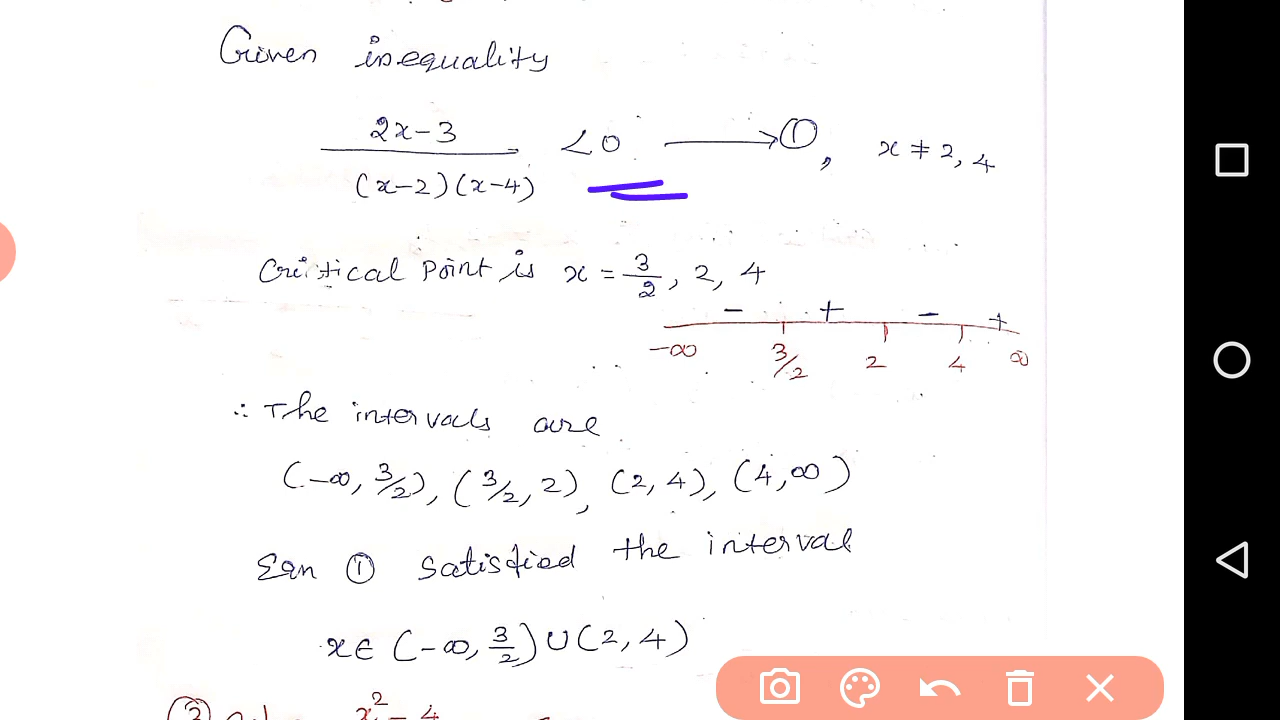 Given inequality
2x-3 / (x-2)(x-4) <0 ⟶ ①, x ≠ 2, 4
Critical Point is x = 3/2, 2, 4
- + - +
-∞ 3/2 2 4 ∞
∴ The intervals are
(-∞, 3/2), (3/2, 2), (2, 4), (4, ∞)
Eqn ① Satisfied the interval
x∈ (-∞, 3/2) ∪ (2, 4)
x² - 4